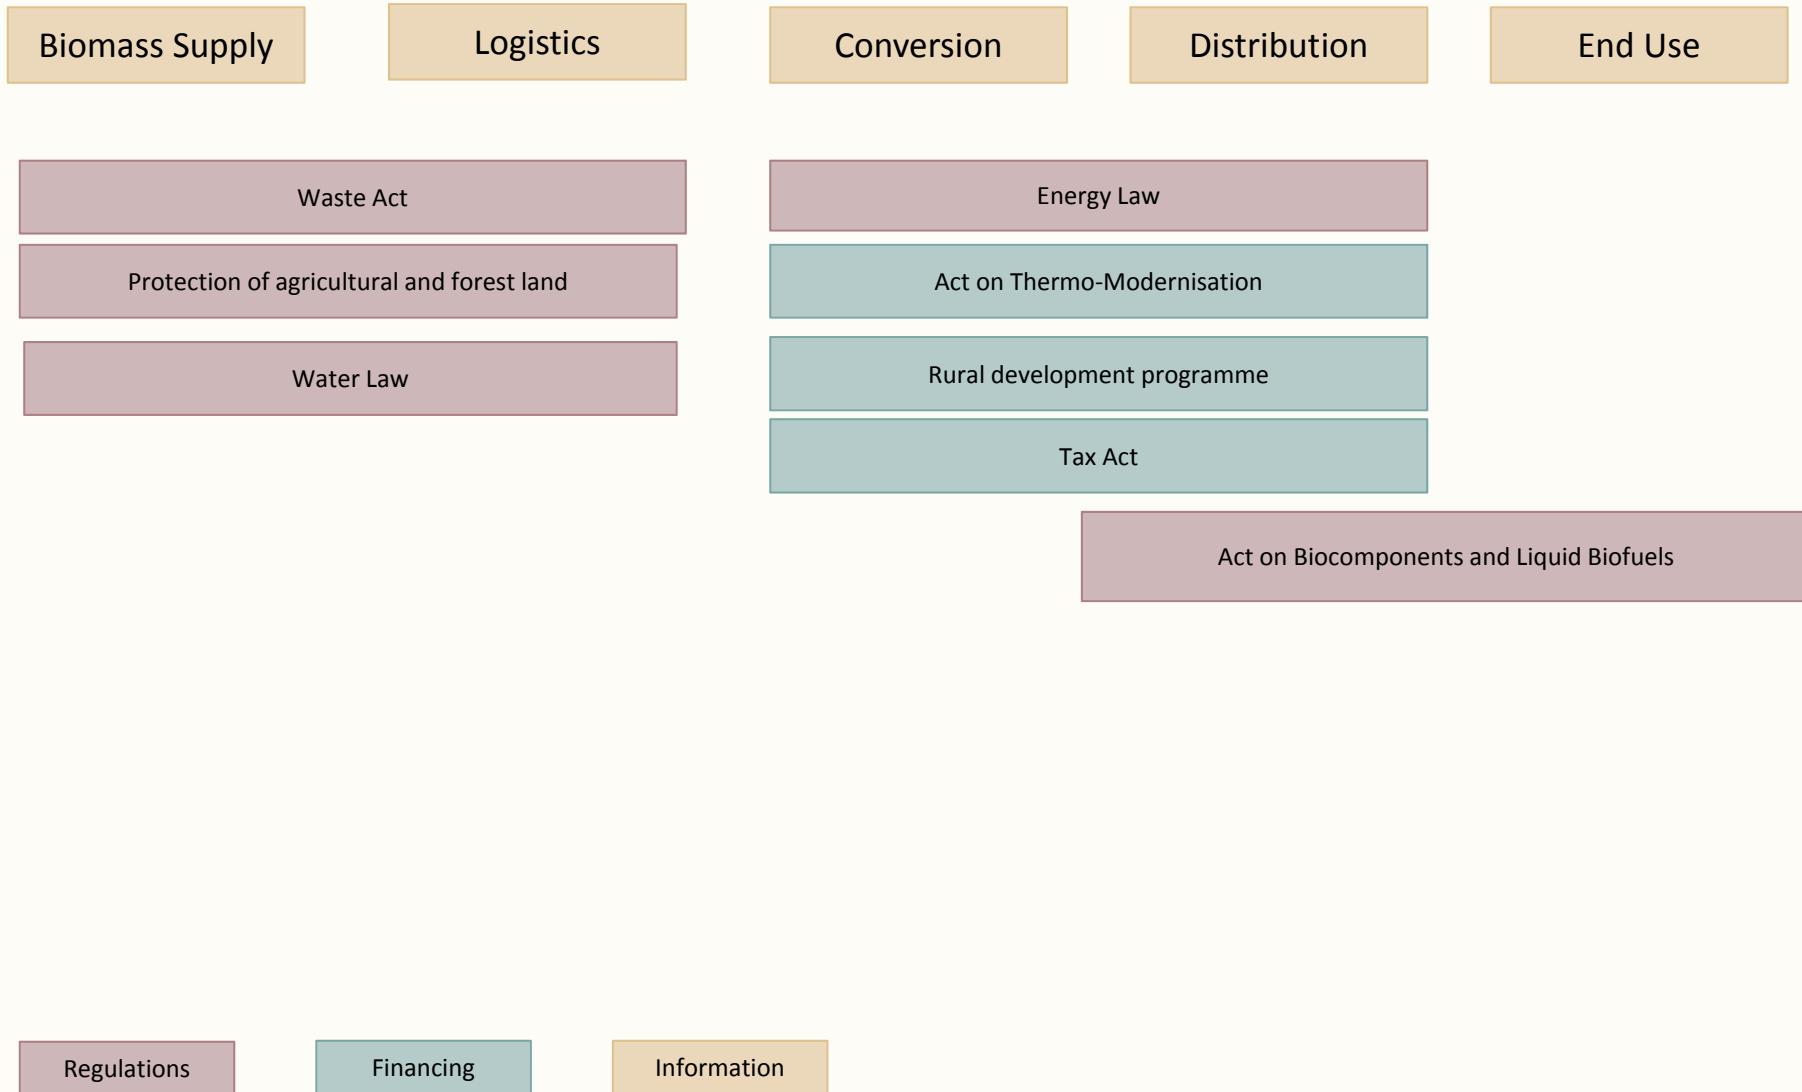 Biomass Supply
Logistics
Conversion
Distribution
End Use
Waste Act
Energy Law
Protection of agricultural and forest land
Act on Thermo-Modernisation
Water Law
Rural development programme
Tax Act
Act on Biocomponents and Liquid Biofuels
Regulations
Financing
Information